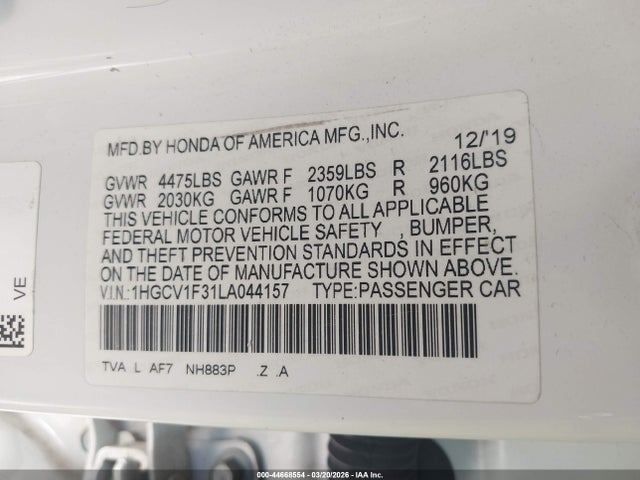 MFD.BY HONDA OF AMERICA MFG.,INC. 12/'19
GVWR 4475LBS GAWR F 2359LBS R 2116LBS
GVWR 2030KG GAWR F 1070KG R 960KG
THIS VEHICLE CONFORMS TO ALL APPLICABLE
FEDERAL MOTOR VEHICLE SAFETY , BUMPER,
AND THEFT PREVENTION STANDARDS IN EFFECT
ON THE DATE OF MANUFACTURE SHOWN ABOVE.
V.I.N.:1HGCV1F31LA044157 TYPE:PASSENGER CAR
TVA L AF7 NH883P .Z .A
VE
000-44668554 | 03/20/2026 | IAA Inc.